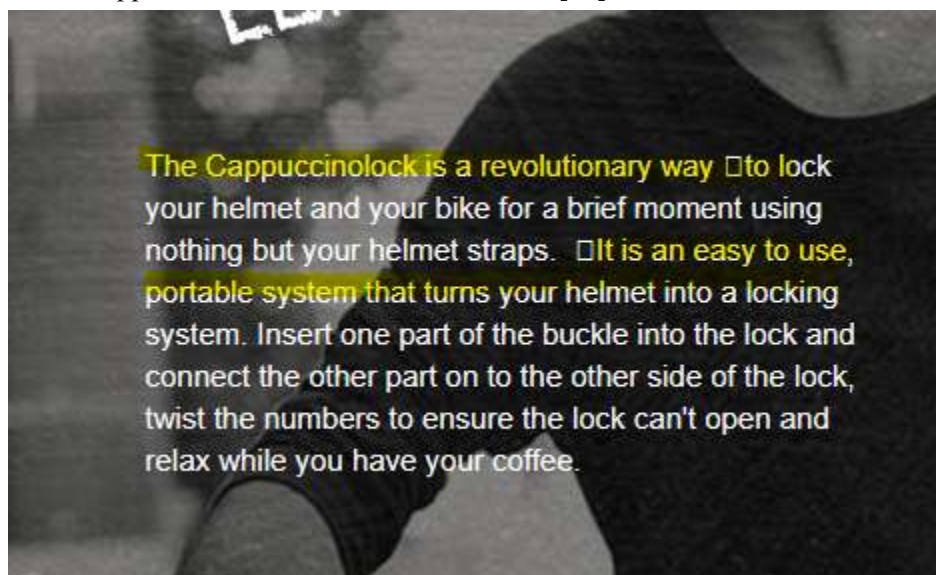 The Cappuccinolock is a revolutionary way □to lock
your helmet and your bike for a brief moment using
nothing but your helmet straps.  □It is an easy to use,
portable system that turns your helmet into a locking
system. Insert one part of the buckle into the lock and
connect the other part on to the other side of the lock,
twist the numbers to ensure the lock can't open and
relax while you have your coffee.